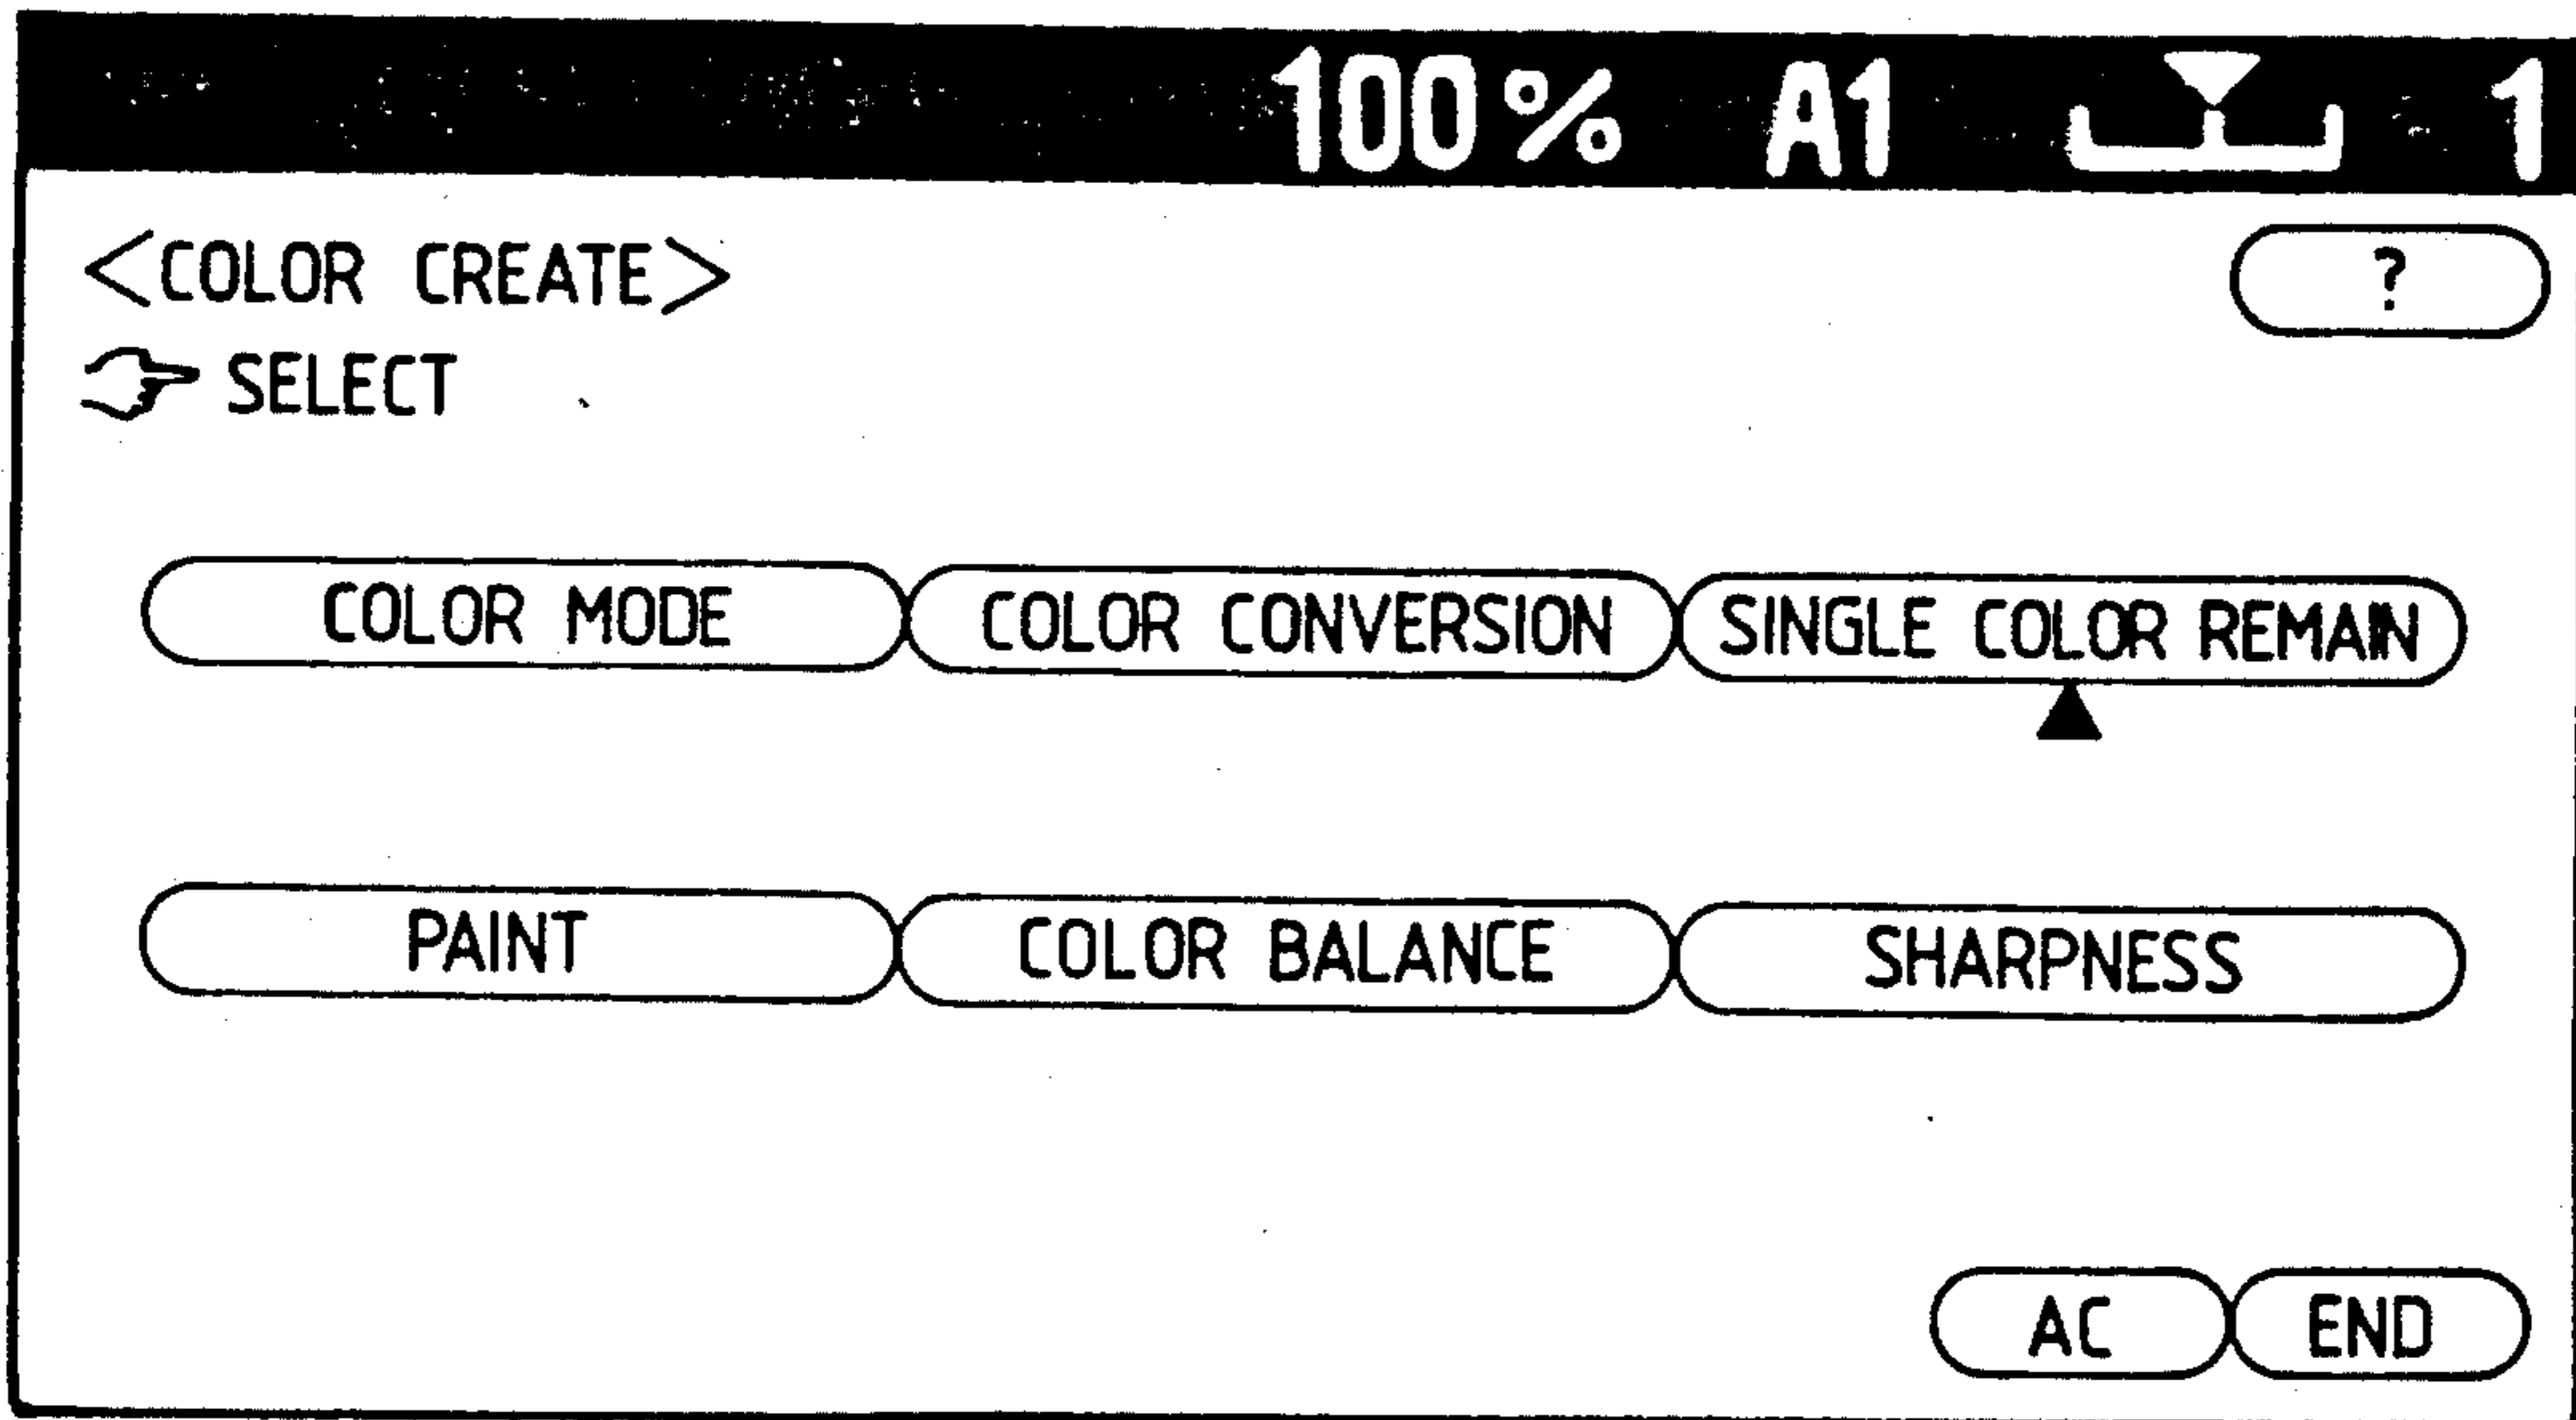 100% A1 1
<COLOR CREATE> ?
SELECT
COLOR MODE COLOR CONVERSION SINGLE COLOR REMAIN
PAINT COLOR BALANCE SHARPNESS
AC END